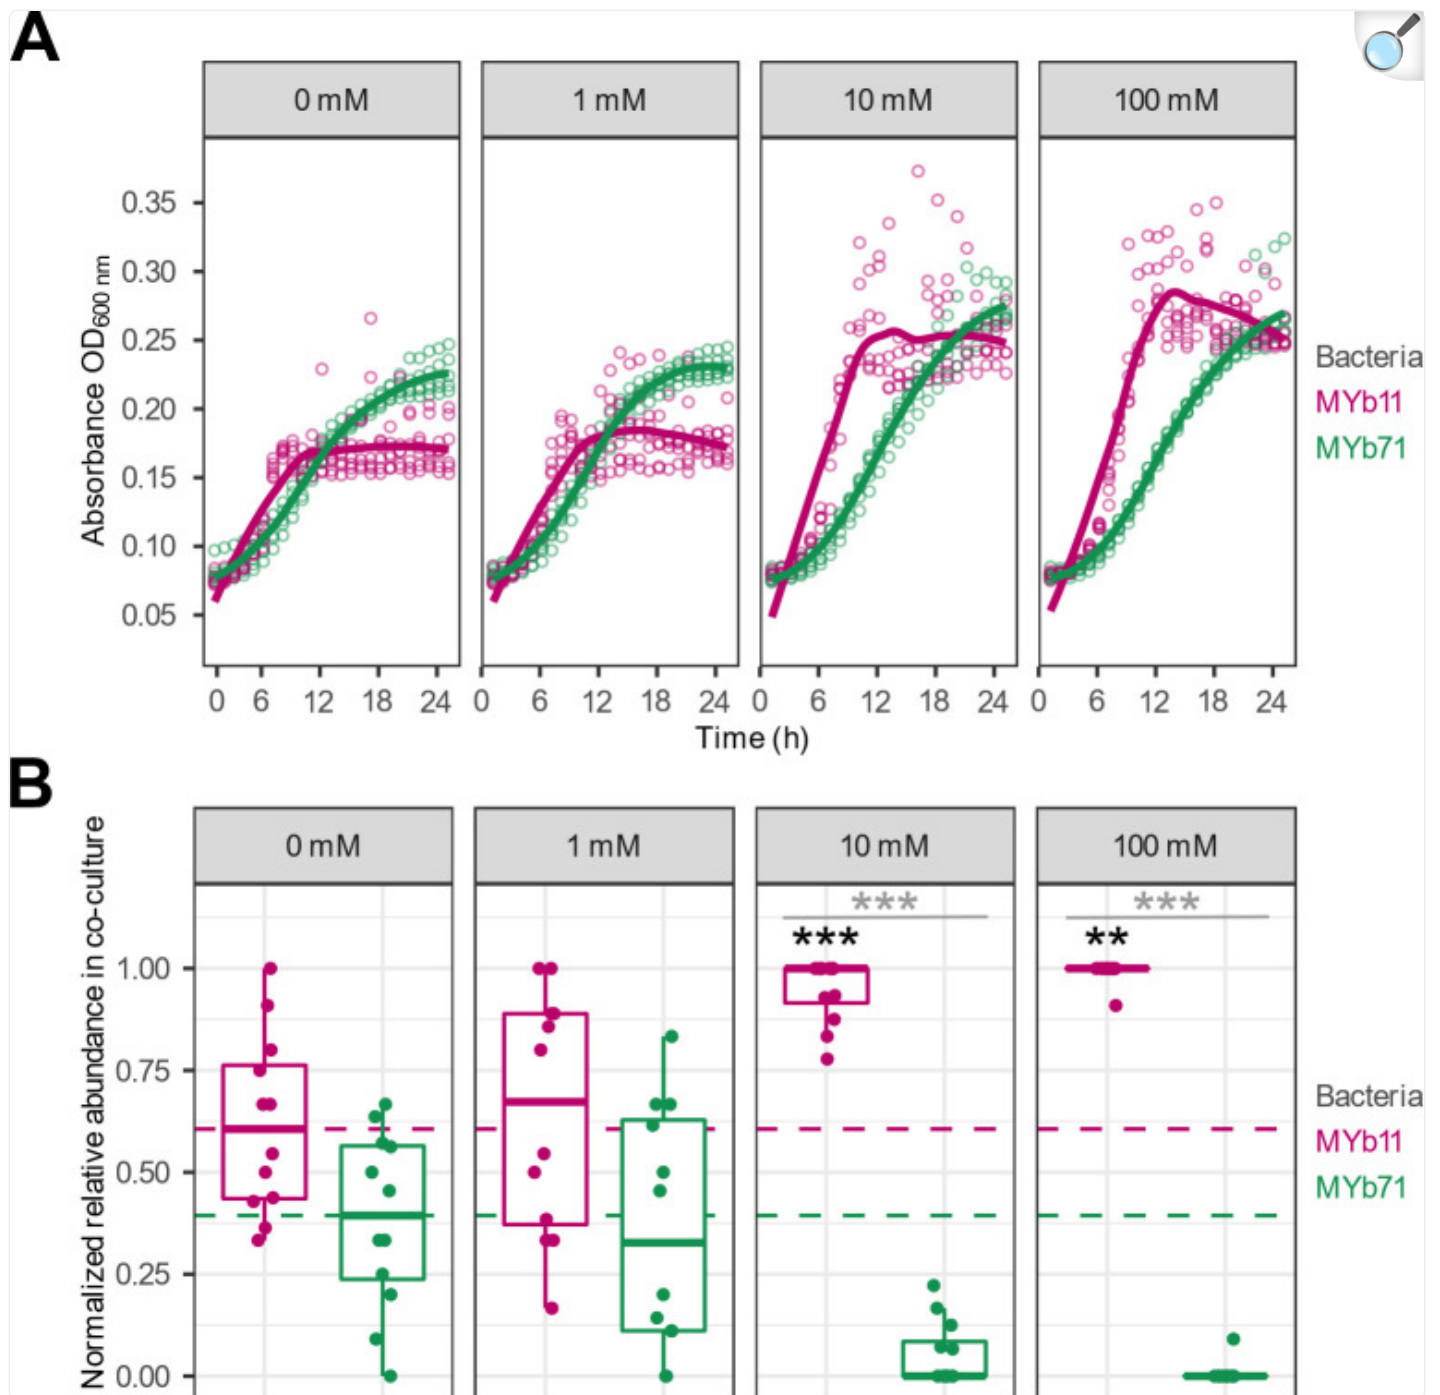 A
0 mM 1 mM 10 mM 100 mM
0.35
0.30
0.25
0.20
0.15
0.10
0.05
Absorbance OD600 nm
0 6 12 18 24 0 6 12 18 24 0 6 12 18 24 0 6 12 18 24
Time (h)
Bacteria
MYb11
MYb71
B
0 mM 1 mM 10 mM 100 mM
*** ***
*** **
1.00
0.75
0.50
0.25
0.00
Normalized relative abundance in co-culture
Bacteria
MYb11
MYb71